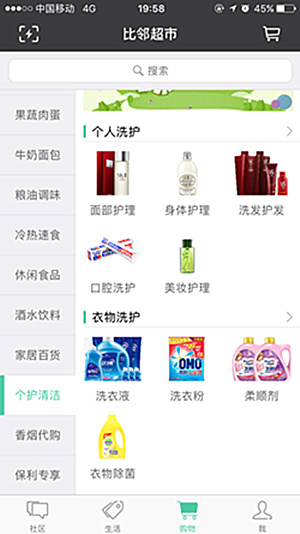 中国移动 4G 19:58 45%
比邻超市
搜索
果蔬肉蛋
牛奶面包
粮油调味
冷热速食
休闲食品
酒水饮料
家居百货
个护清洁
香烟代购
保利专享
个人洗护
面部护理 身体护理 洗发护发
口腔洗护 美妆护理
衣物洗护
OMO
洗衣液 洗衣粉 柔顺剂
衣物除菌
社区 生活 购物 我